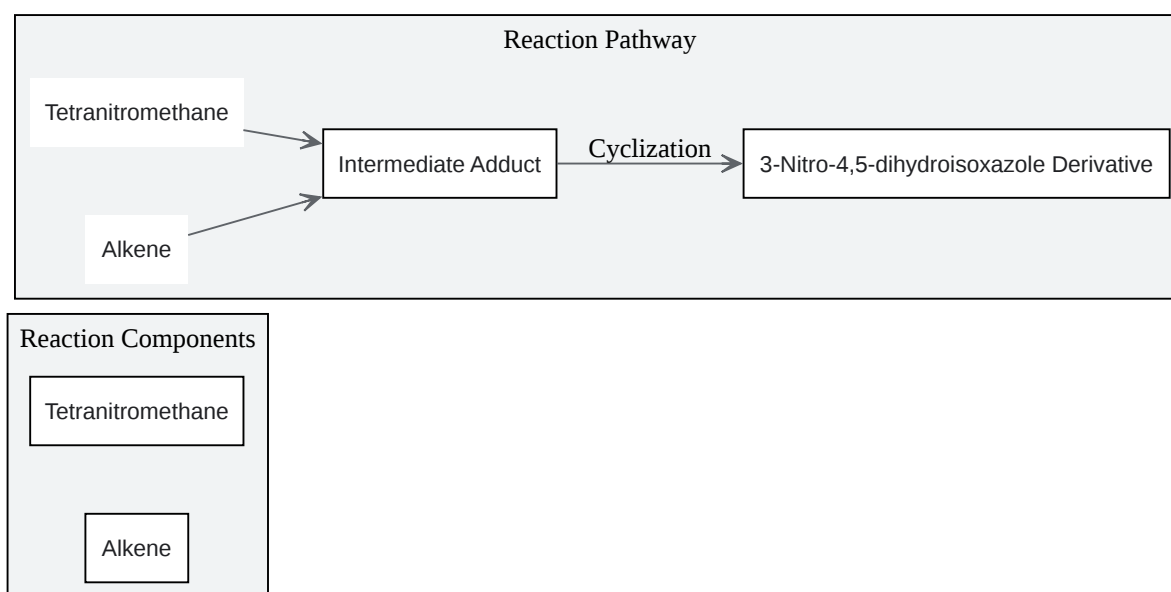 Reaction Pathway
Tetranitromethane
Alkene
Intermediate Adduct
Cyclization
3-Nitro-4,5-dihydroisoxazole Derivative
Reaction Components
Tetranitromethane
Alkene